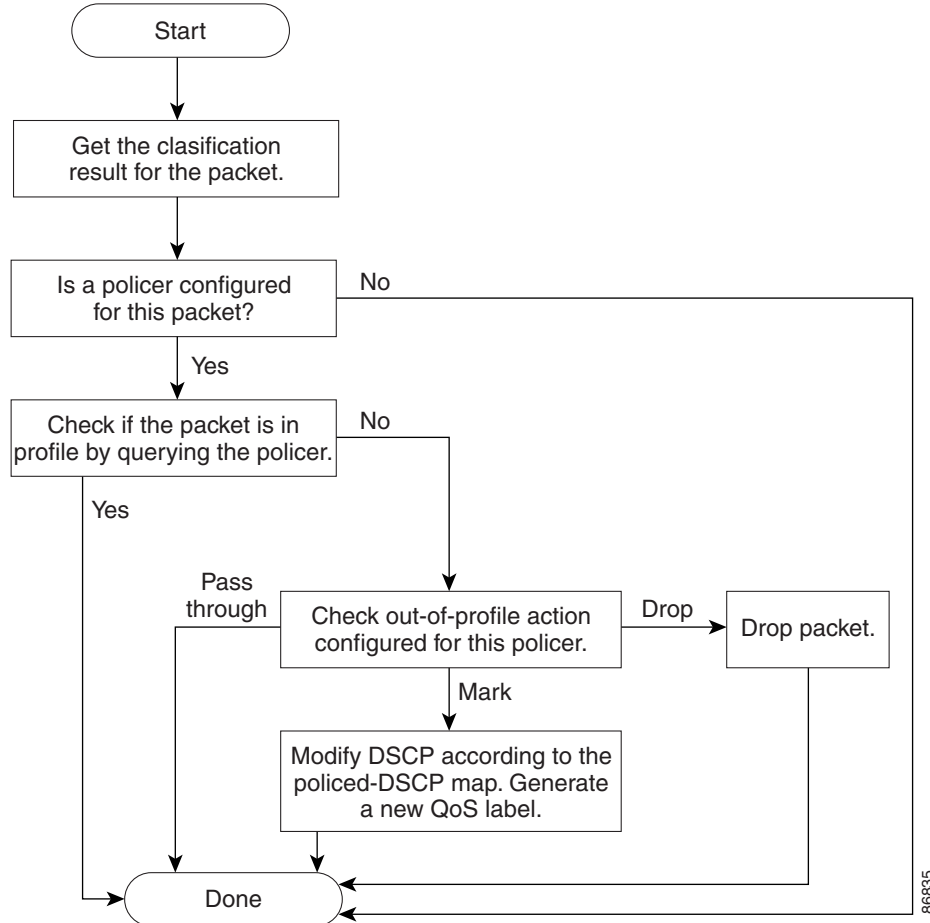 Start
Get the clasification
result for the packet.
Is a policer configured
for this packet?
No
Yes
Check if the packet is in
profile by querying the policer.
No
Yes
Pass
through
Check out-of-profile action
configured for this policer.
Drop
Drop packet.
Mark
Modify DSCP according to the
policed-DSCP map. Generate
a new QoS label.
Done
86835